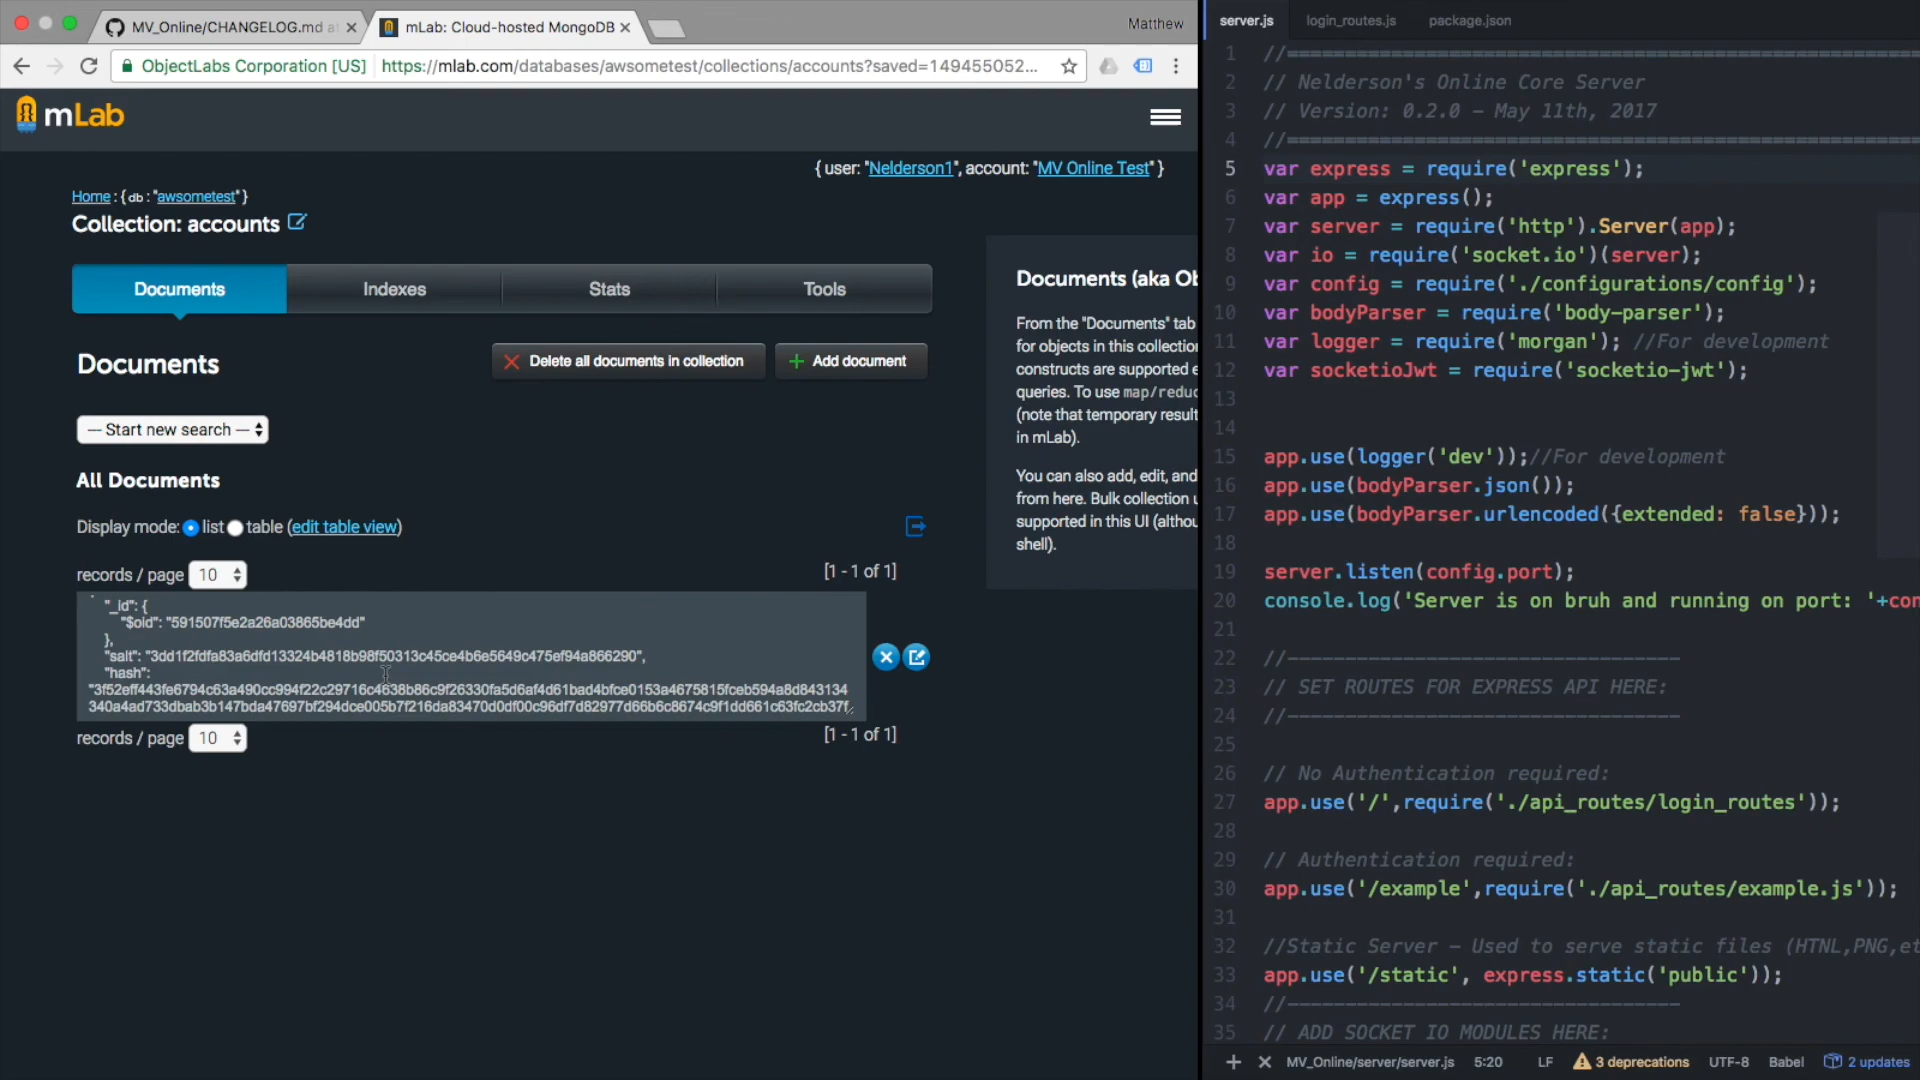 MV_Online/CHANGELOG.md at
mLab: Cloud-hosted MongoDB
Matthew
ObjectLabs Corporation [US]
https://mlab.com/databases/awsometest/collections/accounts?saved=149455052...
mLab
{ user: "Nelderson1", account: "MV Online Test" }
Home : { db : "awsometest" }
Collection: accounts
Documents
Indexes
Stats
Tools
Documents
Delete all documents in collection
Add document
— Start new search —
All Documents
Display mode: list table (edit table view)
records / page 10
[1 - 1 of 1]
"_id": {
"$oid": "591507f5e2a26a03865be4dd"
},
"salt": "3dd1f2fdfa83a6dfd13324b4818b98f50313c45ce4b6e5649c475ef94a866290",
"hash":
"3f52eff443fe6794c63a490cc994f22c29716c4638b86c9f26330fa5d6af4d61bad4bfce0153a4675815fceb594a8d843134
340a4ad733dbab3b147bda47697bf294dce005b7f216da83470d0df00c96df7d82977d66b6c8674c9f1dd661c63fc2cb37f
records / page 10
[1 - 1 of 1]
Documents (aka Ob
From the "Documents" tab
for objects in this collection
constructs are supported e
queries. To use map/reduc
(note that temporary result
in mLab).
You can also add, edit, and
from here. Bulk collection u
supported in this UI (althou
shell).
server.js
login_routes.js
package.json
1 //=========================================================
2 // Nelderson's Online Core Server
3 // Version: 0.2.0 - May 11th, 2017
4 //=========================================================
5 var express = require('express');
6 var app = express();
7 var server = require('http').Server(app);
8 var io = require('socket.io')(server);
9 var config = require('./configurations/config');
10 var bodyParser = require('body-parser');
11 var logger = require('morgan'); //For development
12 var socketioJwt = require('socketio-jwt');
13
14
15 app.use(logger('dev'));//For development
16 app.use(bodyParser.json());
17 app.use(bodyParser.urlencoded({extended: false}));
18
19 server.listen(config.port);
20 console.log('Server is on bruh and running on port: '+con
21
22 //----------------------------------
23 // SET ROUTES FOR EXPRESS API HERE:
24 //----------------------------------
25
26 // No Authentication required:
27 app.use('/',require('./api_routes/login_routes'));
28
29 // Authentication required:
30 app.use('/example',require('./api_routes/example.js'));
31
32 //Static Server - Used to serve static files (HTNL,PNG,et
33 app.use('/static', express.static('public'));
34 //----------------------------------
35 // ADD SOCKET IO MODULES HERE:
MV_Online/server/server.js 5:20 LF 3 deprecations UTF-8 Babel 2 updates